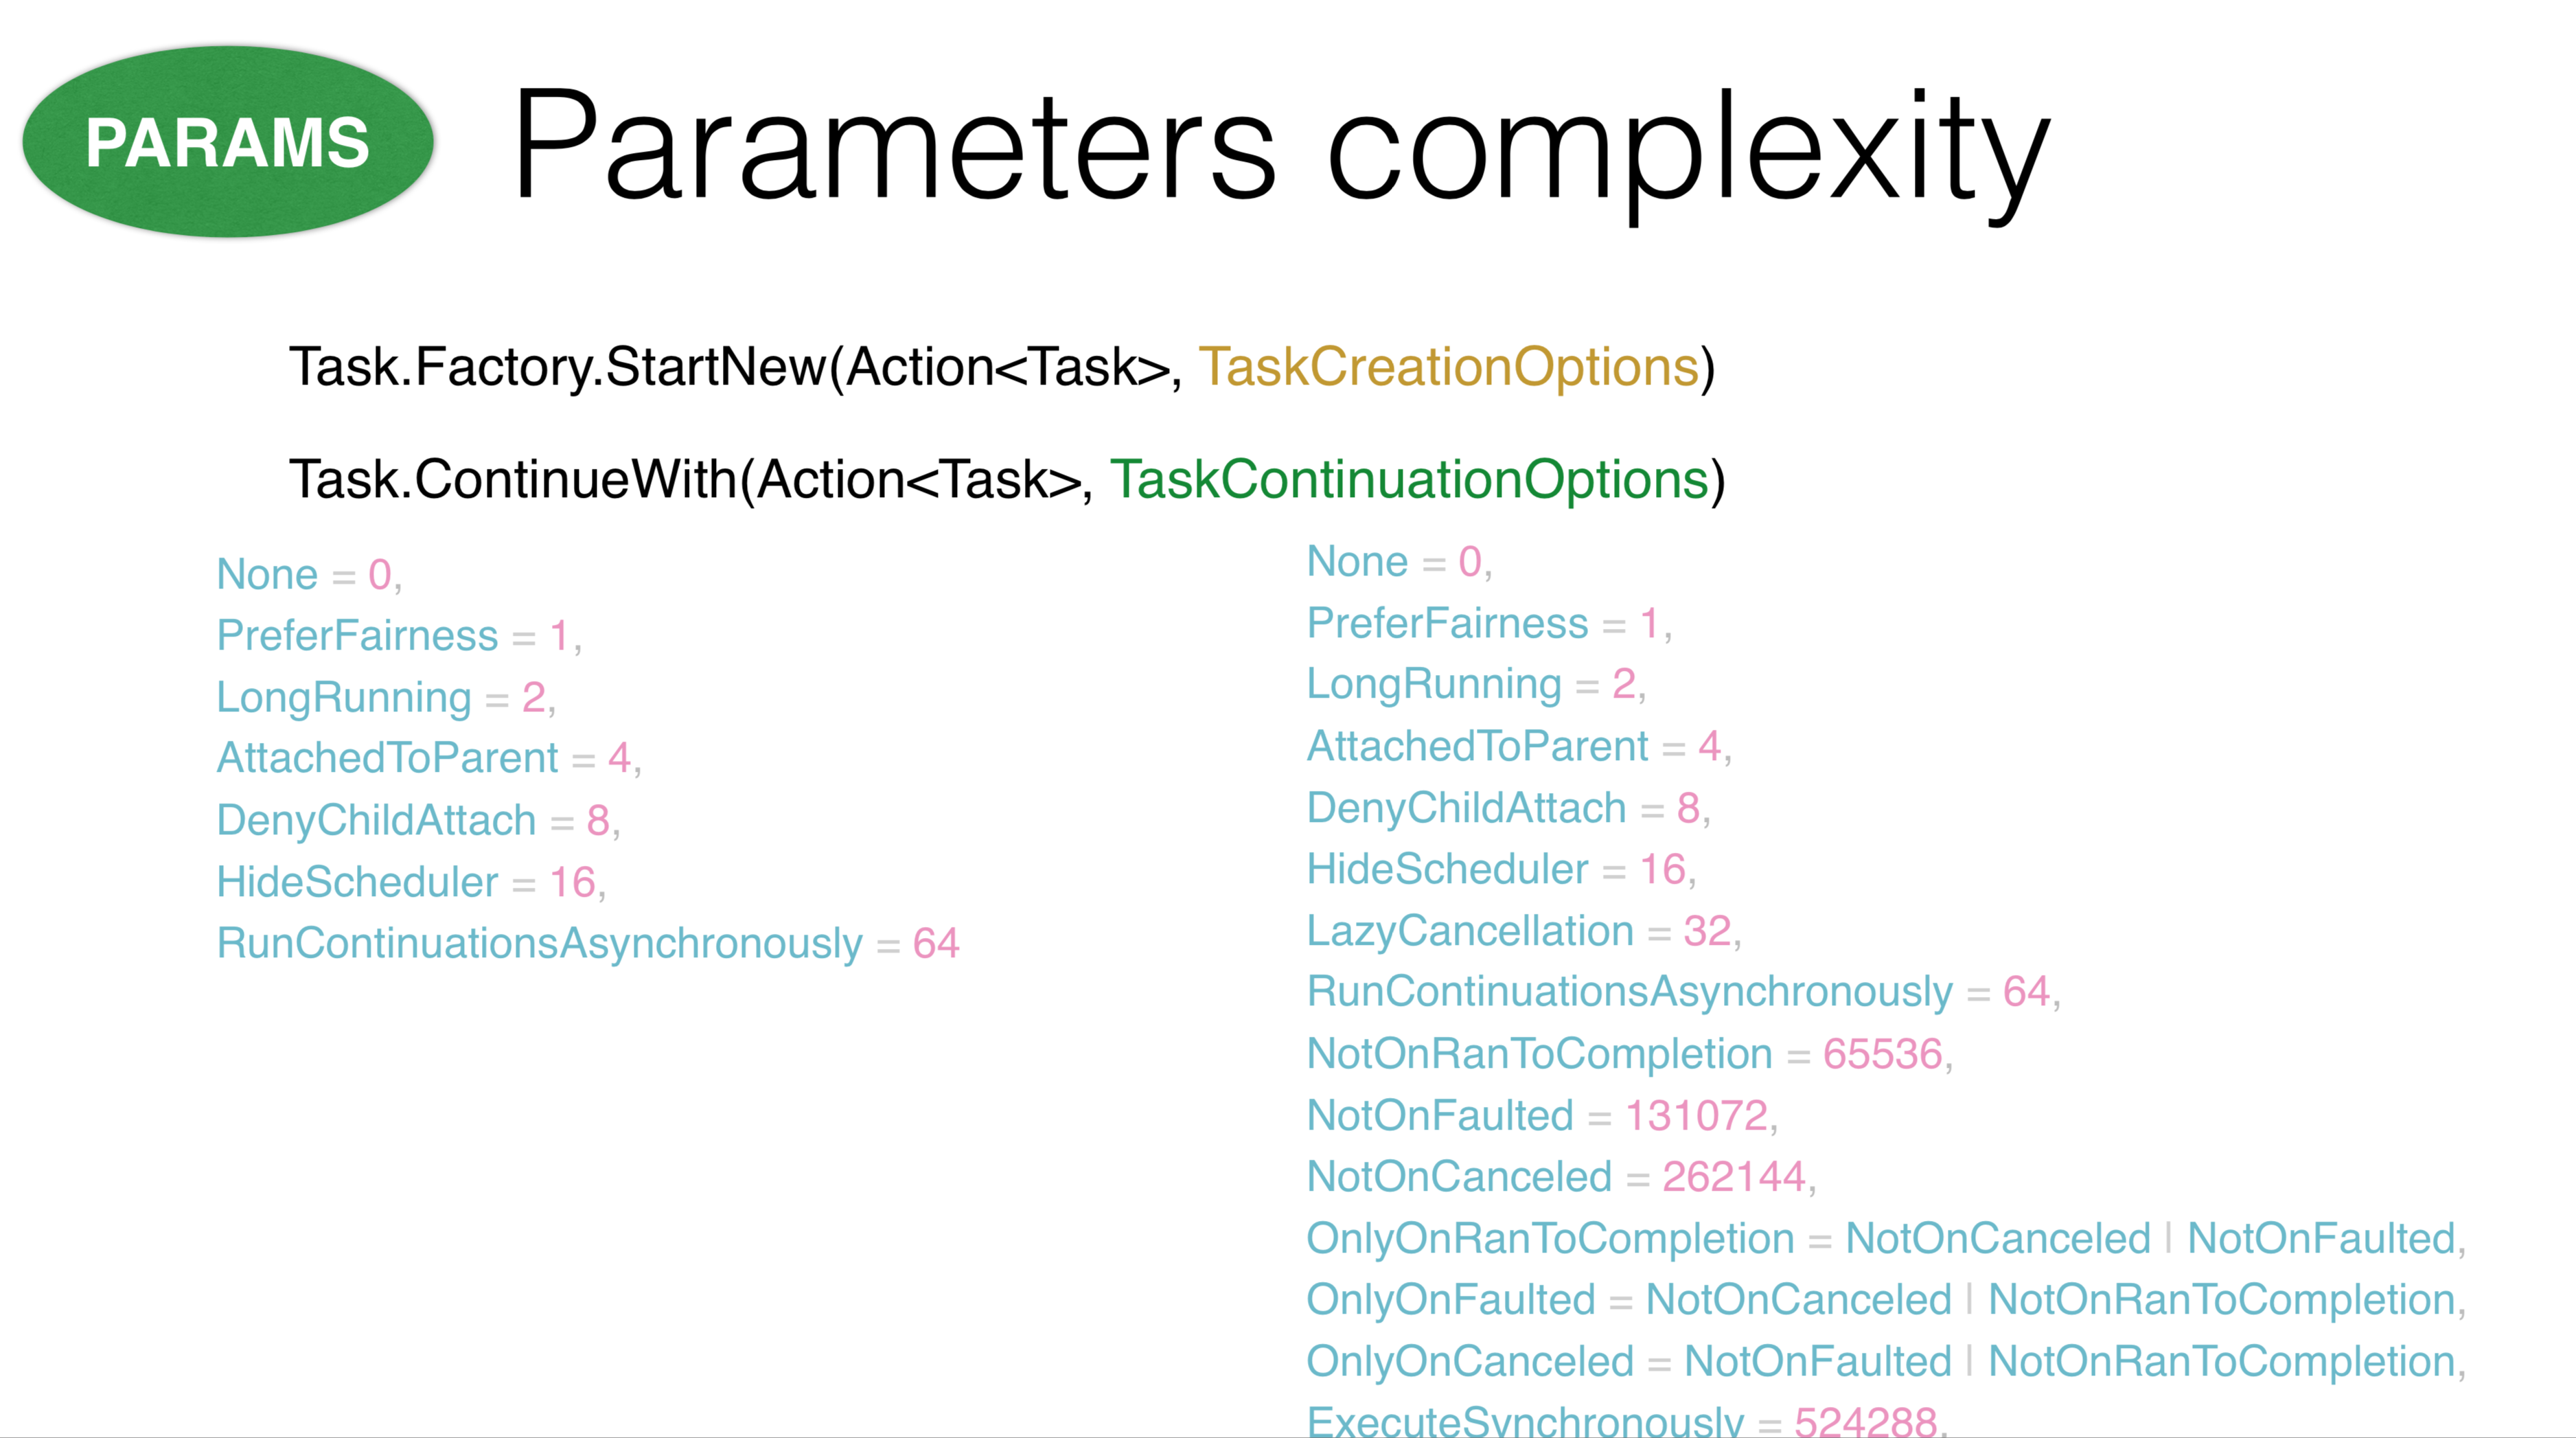 PARAMS
Parameters complexity
Task.Factory.StartNew(Action<Task>, TaskCreationOptions)
Task.ContinueWith(Action<Task>, TaskContinuationOptions)
None = 0,
PreferFairness = 1,
LongRunning = 2,
AttachedToParent = 4,
DenyChildAttach = 8,
HideScheduler = 16,
RunContinuationsAsynchronously = 64
None = 0,
PreferFairness = 1,
LongRunning = 2,
AttachedToParent = 4,
DenyChildAttach = 8,
HideScheduler = 16,
LazyCancellation = 32,
RunContinuationsAsynchronously = 64,
NotOnRanToCompletion = 65536,
NotOnFaulted = 131072,
NotOnCanceled = 262144,
OnlyOnRanToCompletion = NotOnCanceled | NotOnFaulted,
OnlyOnFaulted = NotOnCanceled | NotOnRanToCompletion,
OnlyOnCanceled = NotOnFaulted | NotOnRanToCompletion,
ExecuteSynchronously = 524288,